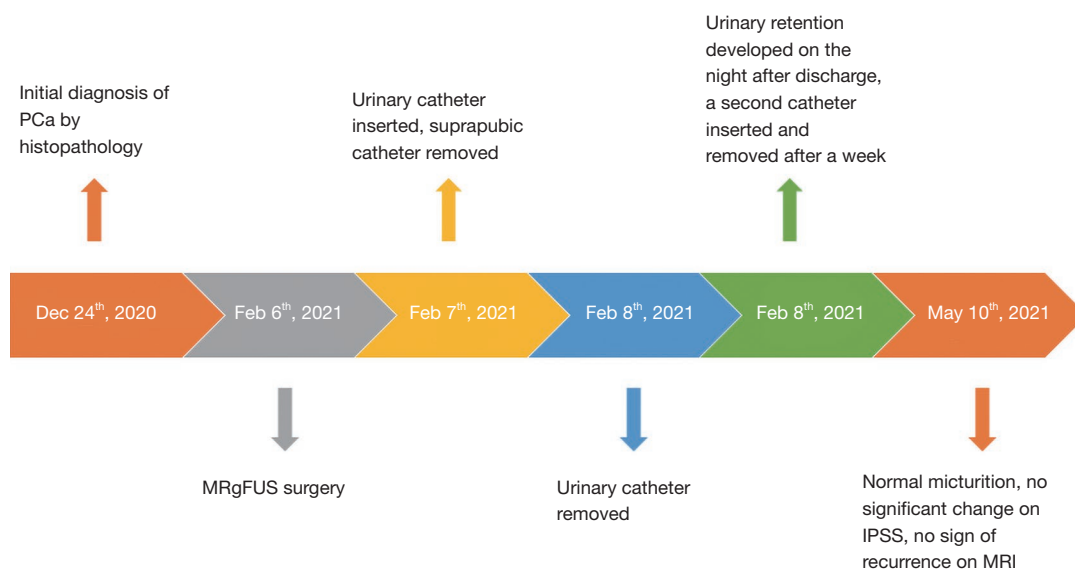 Initial diagnosis of
PCa by
histopathology
Urinary catheter
inserted, suprapubic
catheter removed
Urinary retention
developed on the
night after discharge,
a second catheter
inserted and
removed after a week
Dec 24th, 2020
Feb 6th, 2021
Feb 7th, 2021
Feb 8th, 2021
Feb 8th, 2021
May 10th, 2021
MRgFUS surgery
Urinary catheter
removed
Normal micturition, no
significant change on
IPSS, no sign of
recurrence on MRI